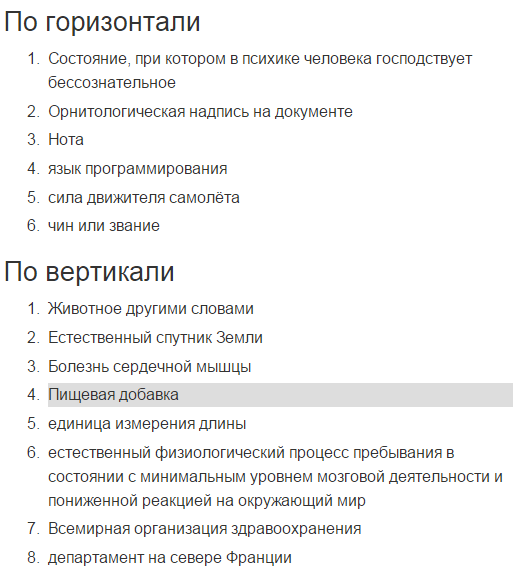 По горизонтали
1. Состояние, при котором в психике человека господствует
бессознательное
2. Орнитологическая надпись на документе
3. Нота
4. язык программирования
5. сила движителя самолёта
6. чин или звание
По вертикали
1. Животное другими словами
2. Естественный спутник Земли
3. Болезнь сердечной мышцы
4. Пищевая добавка
5. единица измерения длины
6. естественный физиологический процесс пребывания в
состоянии с минимальным уровнем мозговой деятельности и
пониженной реакцией на окружающий мир
7. Всемирная организация здравоохранения
8. департамент на севере Франции